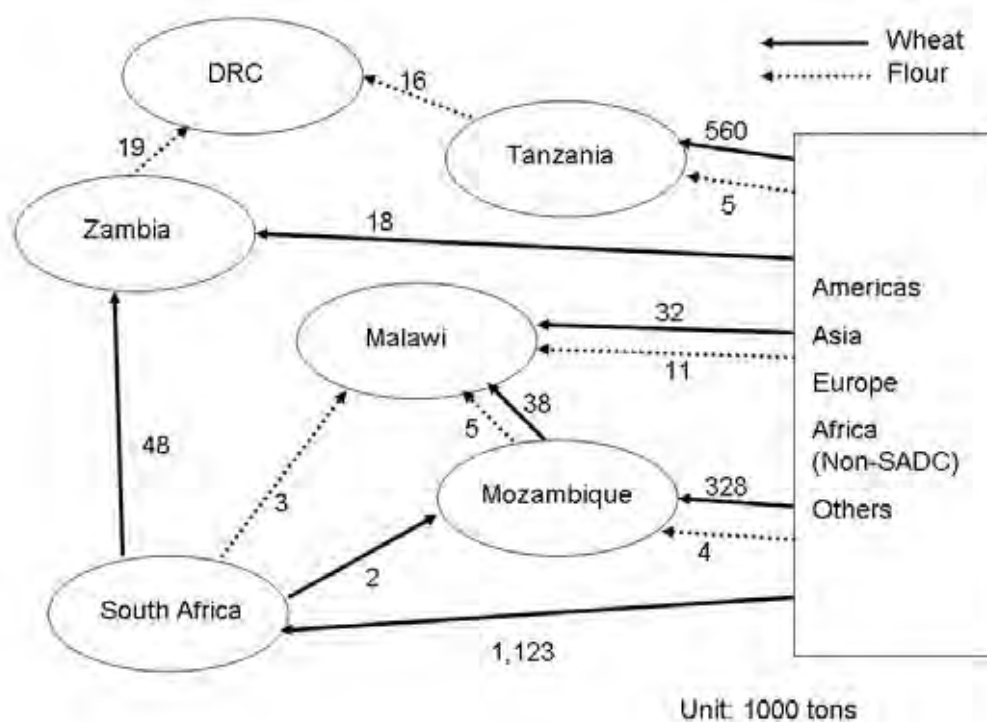 Wheat
Flour
DRC
16
19
Tanzania
560
5
Zambia
18
Americas
Malawi
32
Asia
11
Europe
38
5
Africa
(Non-SADC)
48
3
Mozambique
328
Others
4
2
South Africa
1,123
Unit: 1000 tons